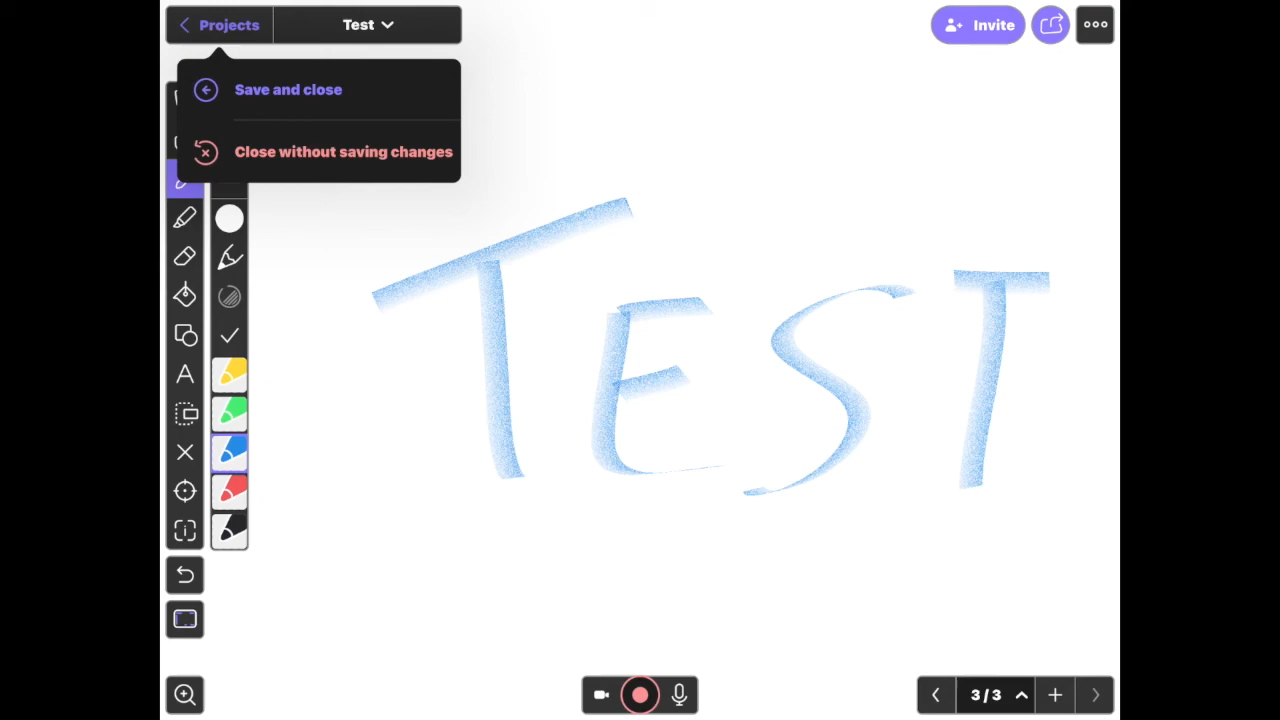 Projects Test Invite
Save and close
Close without saving changes
TEST
A
3/3